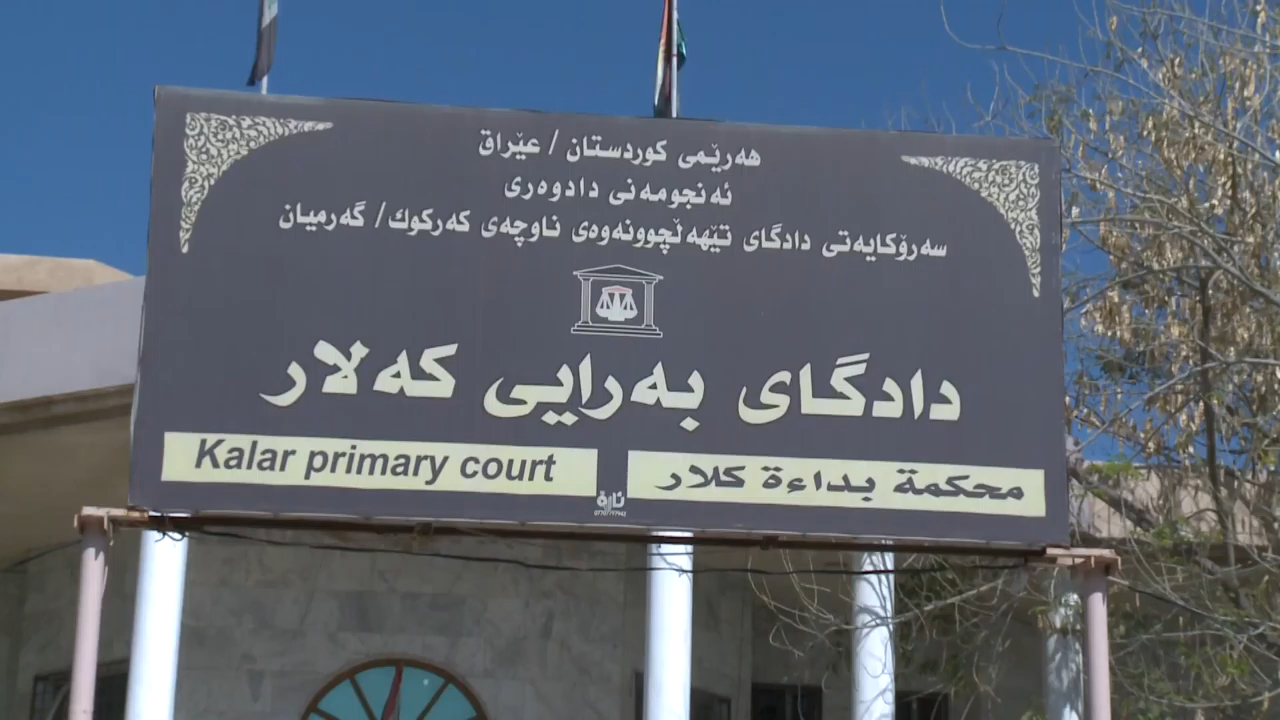 هەرێمی کوردستان / عێراق
ئەنجومەنی دادوەری
سەرۆکایەتی دادگای تێهەڵچوونەوەی ناوچەی کەرکوك/ گەرمیان
دادگای بەرایی کەلار
محكمة بداءة كلار
Kalar primary court